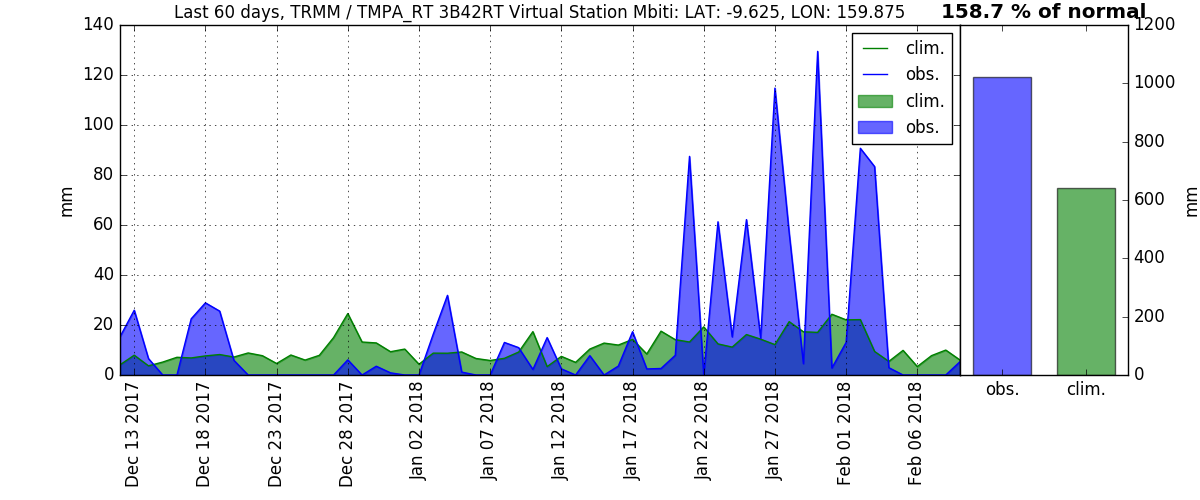 Last 60 days, TRMM / TMPA_RT 3B42RT Virtual Station Mbiti: LAT: -9.625, LON: 159.875
158.7 % of normal
140
120
100
80
60
40
20
0
mm
clim.
obs.
clim.
obs.
1200
1000
800
600
400
200
0
mm
Dec 13 2017
Dec 18 2017
Dec 23 2017
Dec 28 2017
Jan 02 2018
Jan 07 2018
Jan 12 2018
Jan 17 2018
Jan 22 2018
Jan 27 2018
Feb 01 2018
Feb 06 2018
obs.
clim.